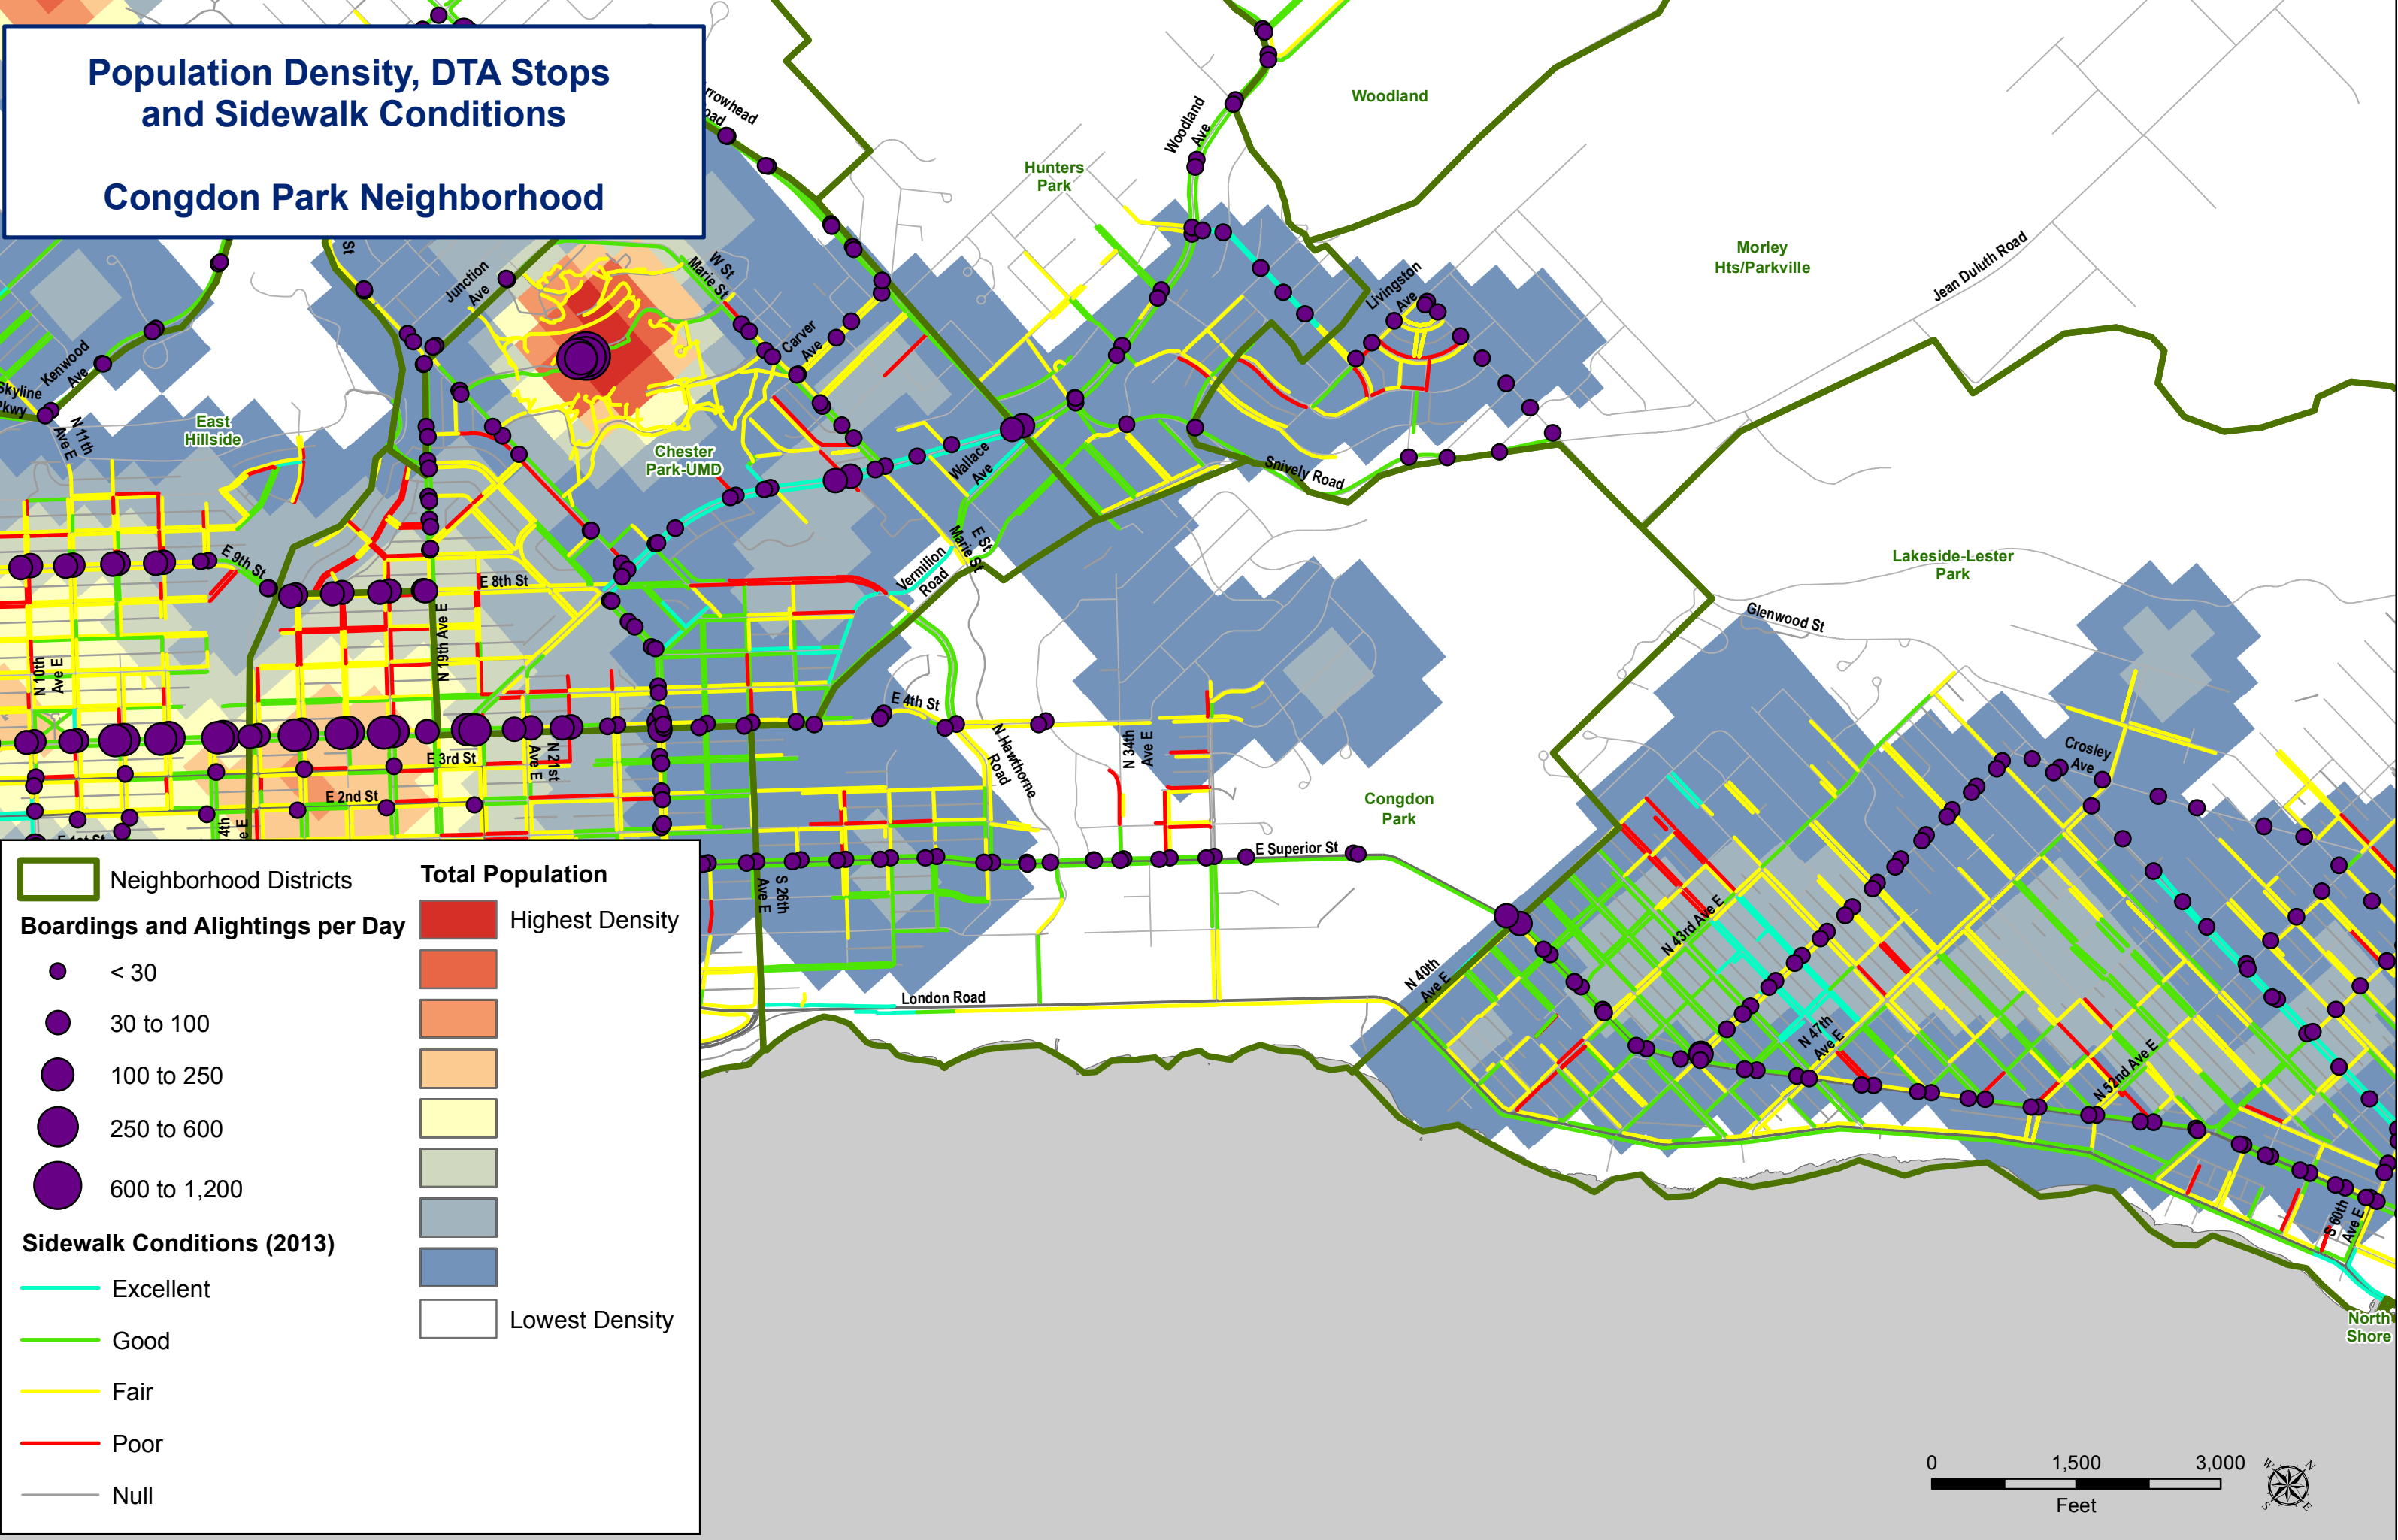 Population Density, DTA Stops
and Sidewalk Conditions
Congdon Park Neighborhood
Woodland
Woodland
Ave
Hunters
Park
Morley
Hts/Parkville
Jean Duluth Road
Livingston
Ave
W St
Marie St
Junction
Ave
Carver
Ave
Kenwood
Ave
Skyline
N 11th
Ave E
East
Hillside
Chester
Park-UMD
Wallace
Ave
Snively Road
E St
Marie St
Vermilion
Road
E 9th St
E 8th St
N 19th Ave E
N 10th
Ave E
Lakeside-Lester
Park
Glenwood St
E 4th St
N Hawthorne
Road
N 34th
Ave E
E 3rd St
N 21st
Ave E
E 2nd St
Crosley
Ave
Congdon
Park
E Superior St
S 26th
Ave E
London Road
N 40th
Ave E
N 43rd Ave E
N 47th
Ave E
N 52nd Ave E
S 60th
Ave E
North
Shore
Neighborhood Districts
Boardings and Alightings per Day
< 30
30 to 100
100 to 250
250 to 600
600 to 1,200
Sidewalk Conditions (2013)
Excellent
Good
Fair
Poor
Null
Total Population
Highest Density
Lowest Density
0 1,500 3,000
Feet
W N
S E